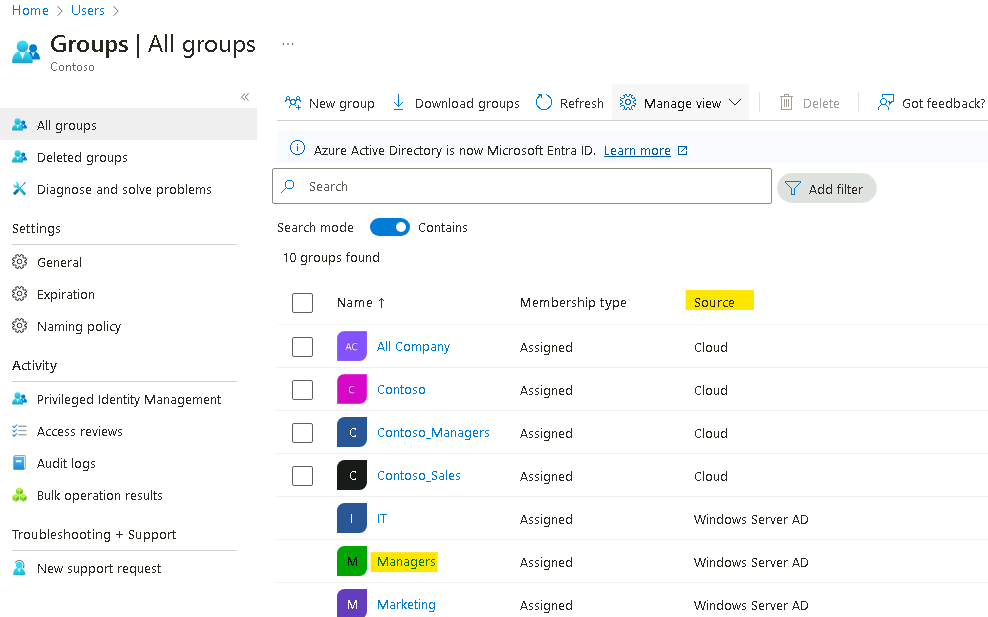 Home > Users >
Groups | All groups ...
Contoso
«
All groups
Deleted groups
Diagnose and solve problems
Settings
General
Expiration
Naming policy
Activity
Privileged Identity Management
Access reviews
Audit logs
Bulk operation results
Troubleshooting + Support
New support request
New group Download groups Refresh Manage view Delete Got feedback?
Azure Active Directory is now Microsoft Entra ID. Learn more
Search Add filter
Search mode Contains
10 groups found
Name ↑ Membership type Source
AC All Company Assigned Cloud
C Contoso Assigned Cloud
C Contoso_Managers Assigned Cloud
C Contoso_Sales Assigned Cloud
I IT Assigned Windows Server AD
M Managers Assigned Windows Server AD
M Marketing Assigned Windows Server AD